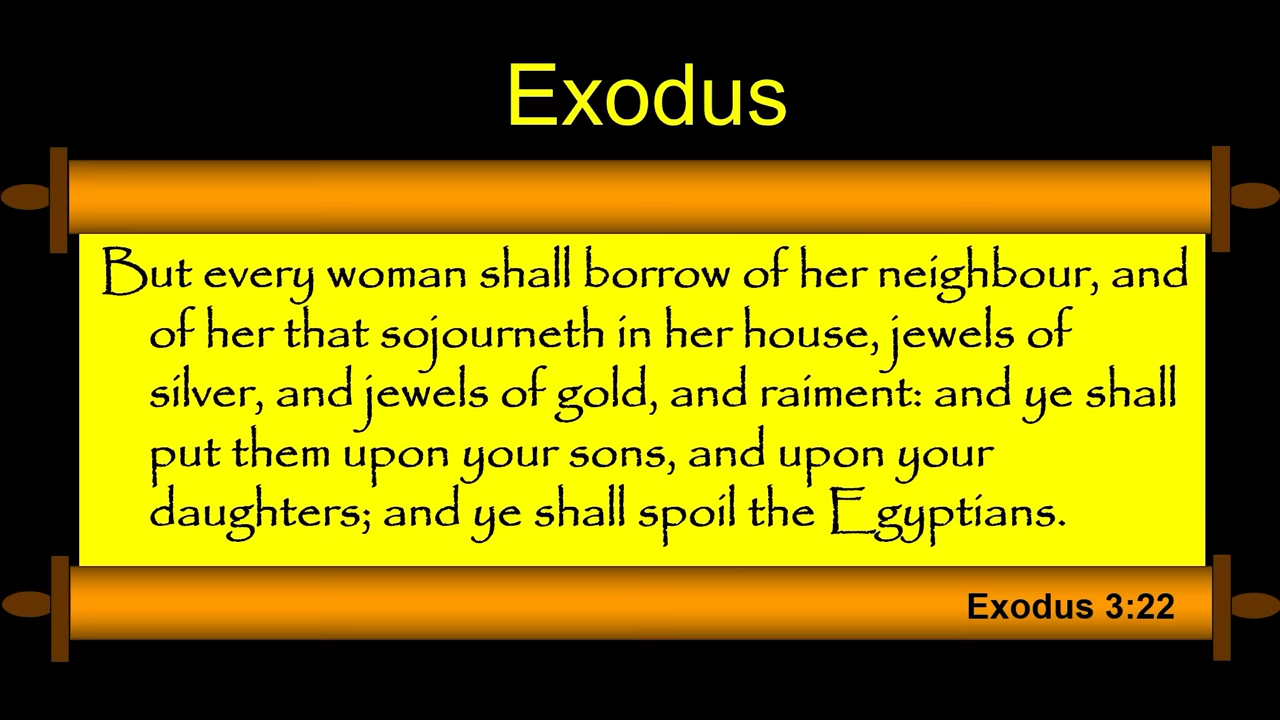 Exodus
But every woman shall borrow of her neighbour, and
of her that sojourneth in her house, jewels of
silver, and jewels of gold, and raiment: and ye shall
put them upon your sons, and upon your
daughters; and ye shall spoil the Egyptians.
Exodus 3:22